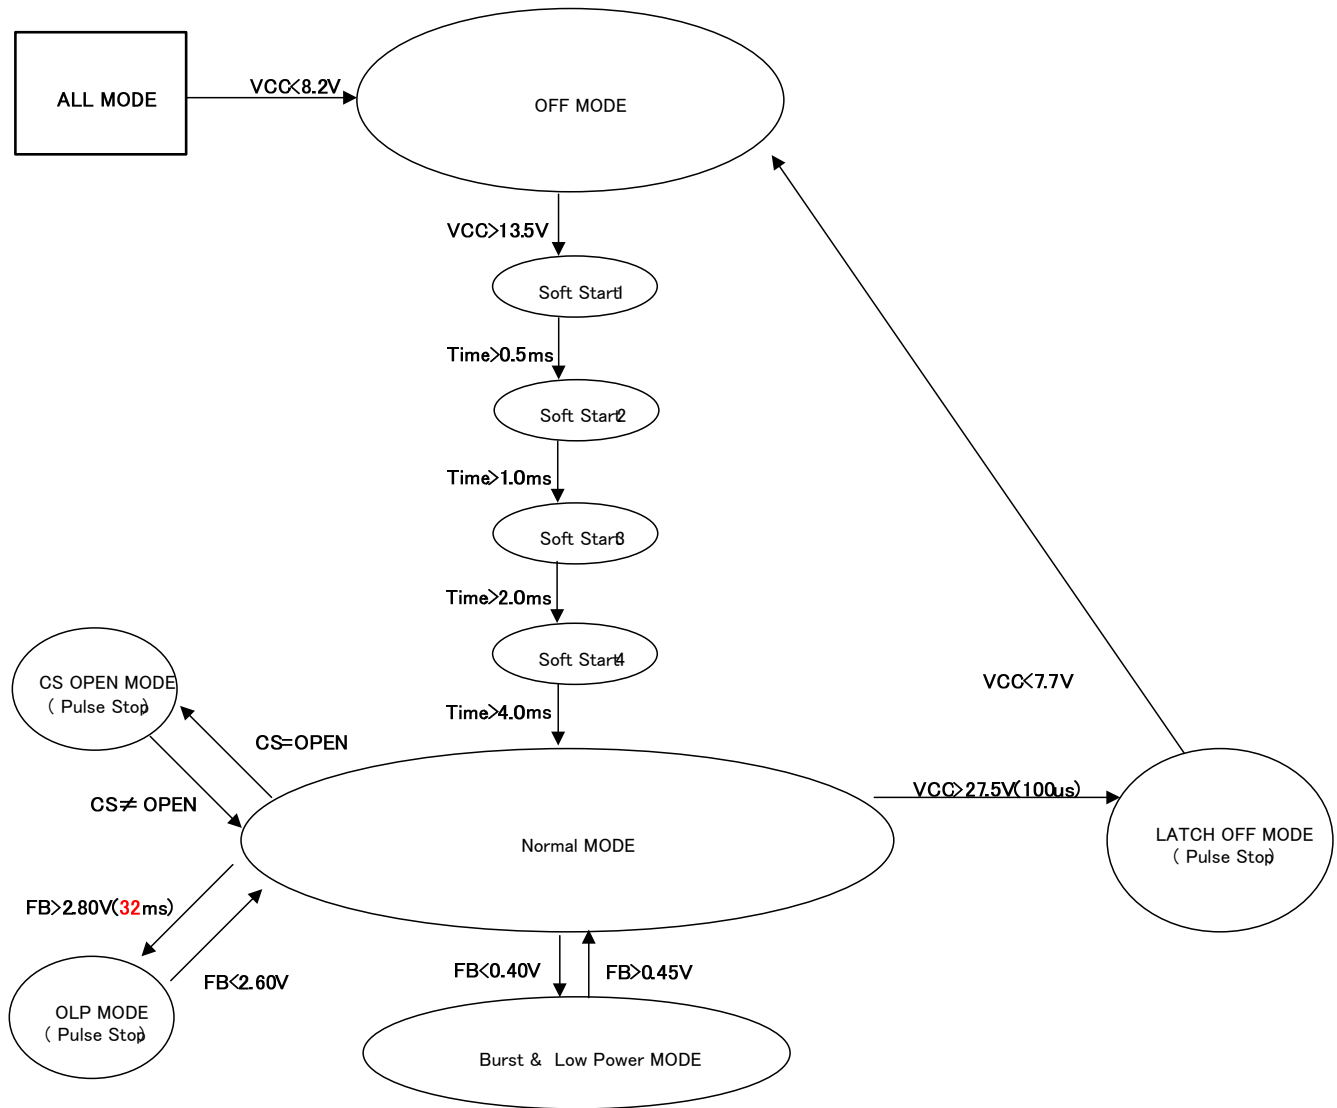 ALL MODE
VCC<8.2V
OFF MODE
VCC>13.5V
Soft Start1
Time>0.5ms
Soft Start2
Time>1.0ms
Soft Start3
Time>2.0ms
Soft Start4
Time>4.0ms
VCC<7.7V
CS OPEN MODE
( Pulse Stop)
CS=OPEN
CS≠ OPEN
Normal MODE
VCC>27.5V(100us)
LATCH OFF MODE
( Pulse Stop)
FB>2.80V(32ms)
FB<2.60V
OLP MODE
( Pulse Stop)
FB<0.40V
FB>0.45V
Burst & Low Power MODE